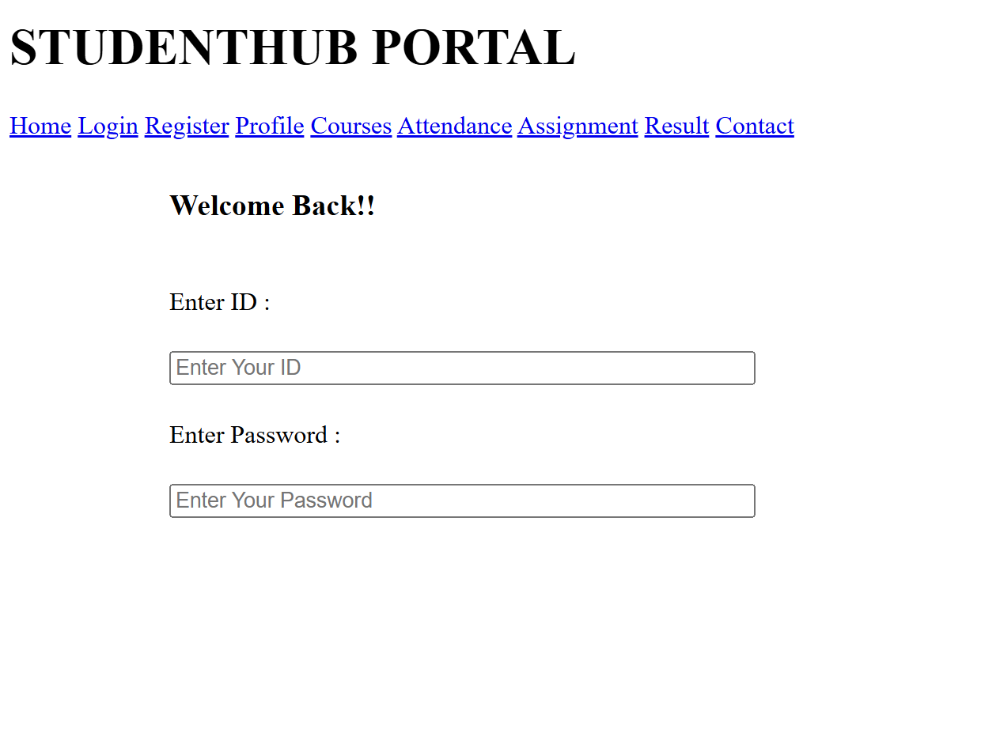 STUDENTHUB PORTAL
Home Login Register Profile Courses Attendance Assignment Result Contact
Welcome Back!!
Enter ID :
Enter Your ID
Enter Password :
Enter Your Password